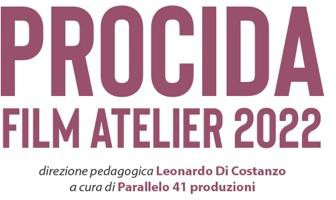 PROCIDA
FILM ATELIER 2022
direzione pedagogica Leonardo Di Costanzo
a cura di Parallelo 41 produzioni